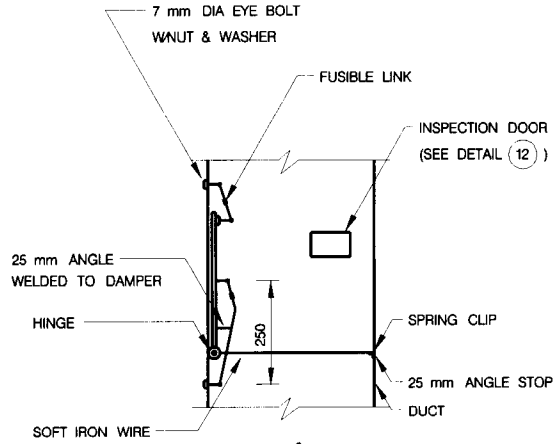 7 mm DIA EYE BOLT
W/NUT & WASHER
FUSIBLE LINK
INSPECTION DOOR
(SEE DETAIL 12 )
25 mm ANGLE
WELDED TO DAMPER
HINGE
250
SPRING CLIP
25 mm ANGLE STOP
DUCT
SOFT IRON WIRE